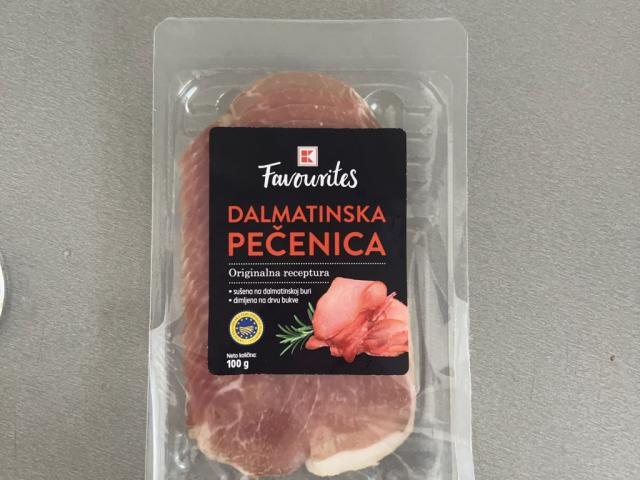 K
Favourites
DALMATINSKA
PEČENICA
Originalna receptura
• sušena na dalmatinskoj buri
• dimljena na drvu bukve
Neto količina:
100 g